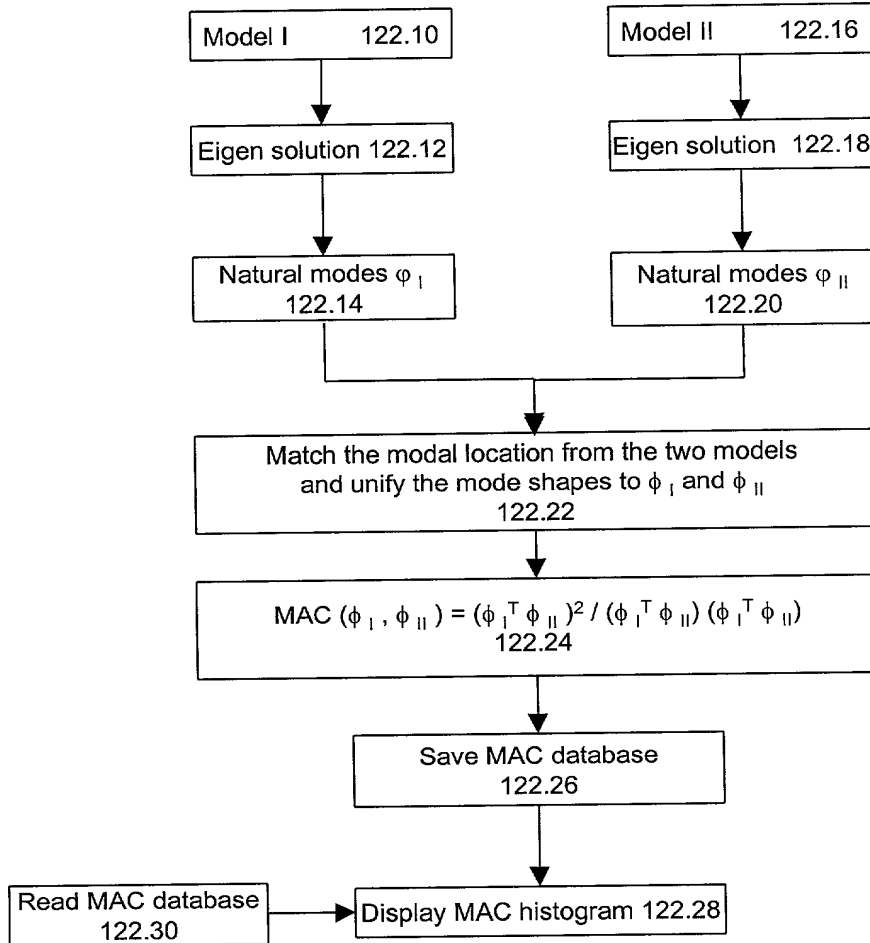 Model I 122.10
Model II 122.16
Eigen solution 122.12
Eigen solution 122.18
Natural modes φ I
122.14
Natural modes φ II
122.20
Match the modal location from the two models
and unify the mode shapes to ϕ I and ϕ II
122.22
MAC (ϕ I , ϕ II ) = (ϕ I^T ϕ II )² / (ϕ I^T ϕ II) (ϕ I^T ϕ II)
122.24
Save MAC database
122.26
Read MAC database
122.30
Display MAC histogram 122.28